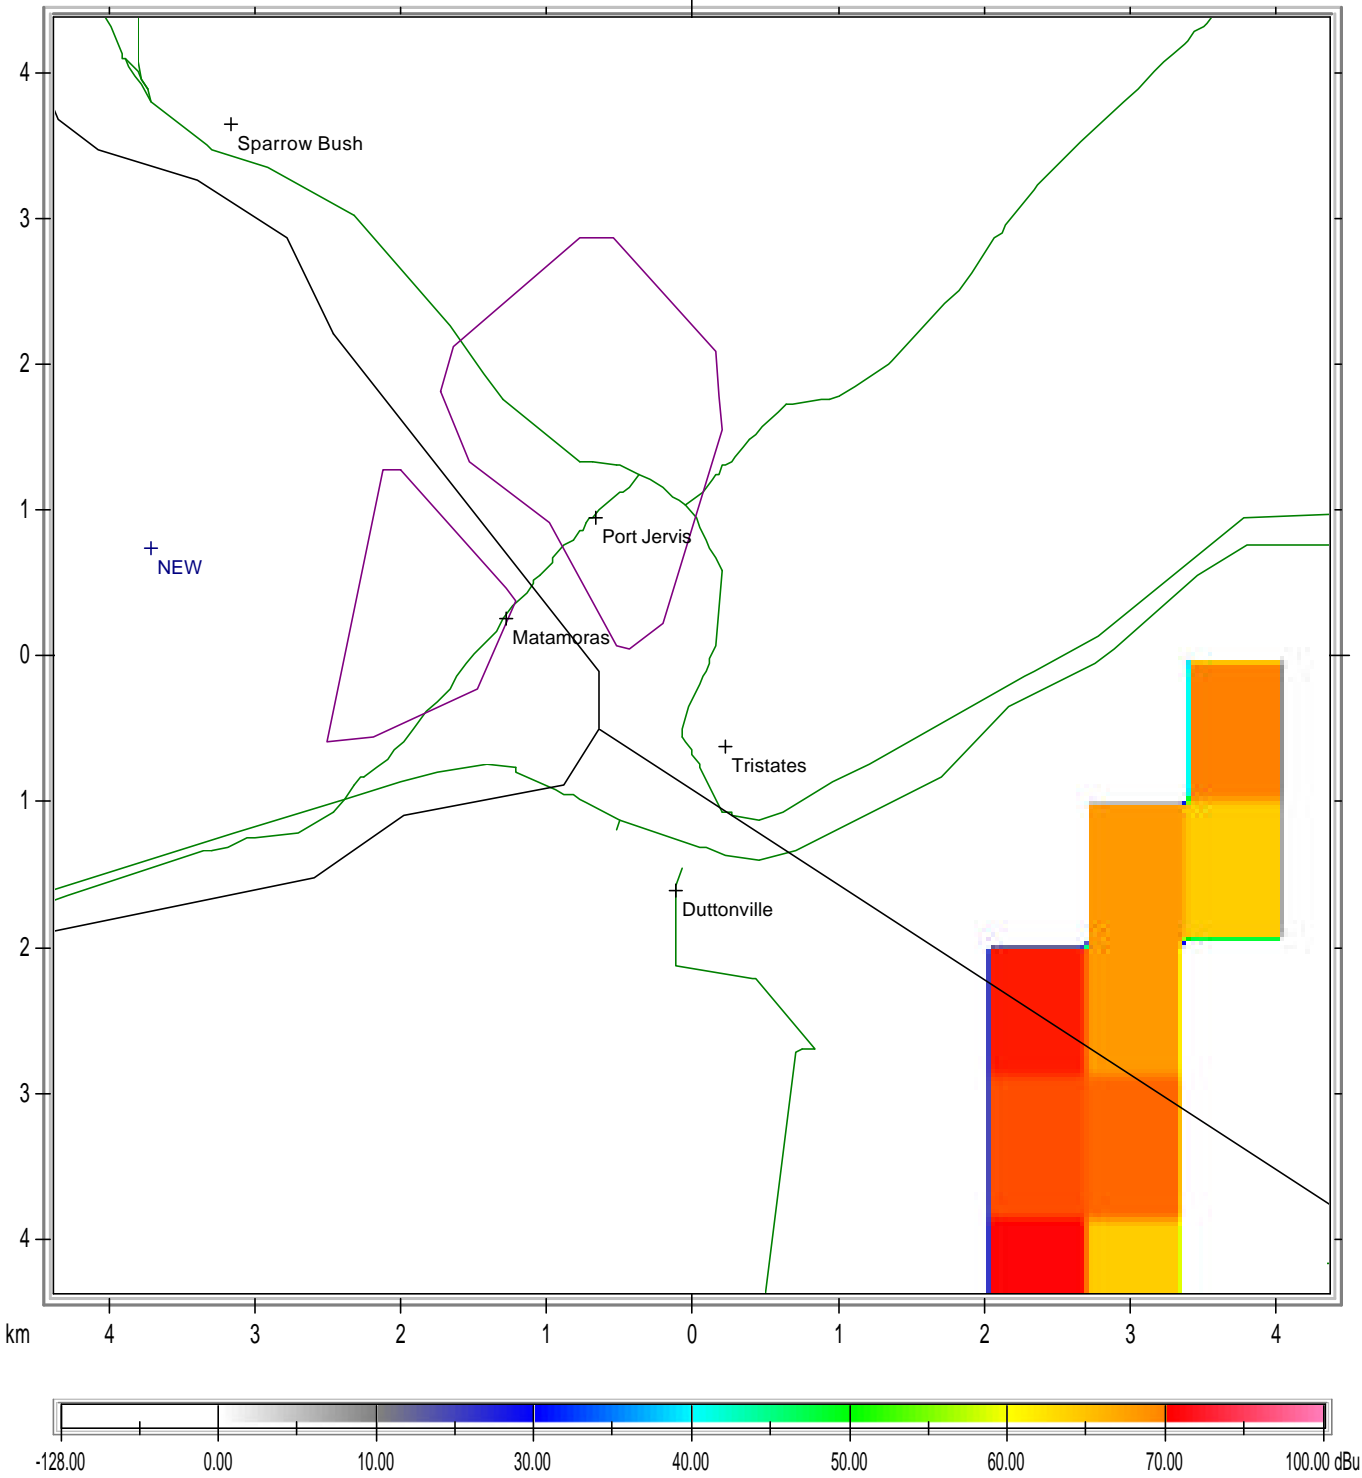 4
Sparrow Bush
3
2
1
Port Jervis
NEW
Matamoras
0
Tristates
1
Duttonville
2
3
4
km 4 3 2 1 0 1 2 3 4
-128.00 0.00 10.00 30.00 40.00 50.00 60.00 70.00 100.00 dBu